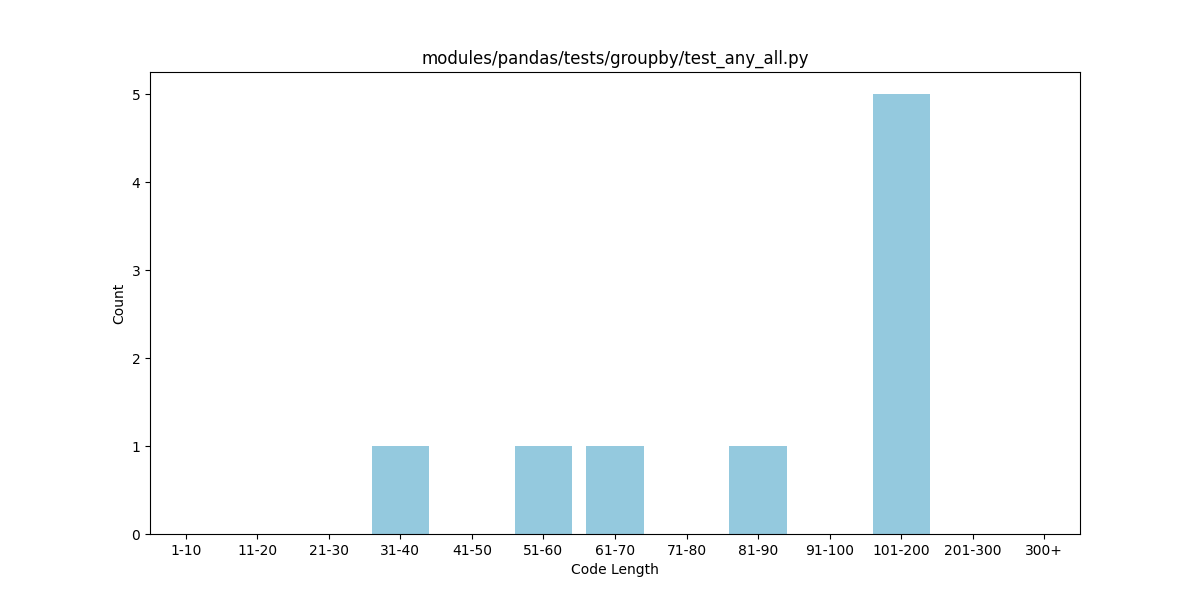 modules/pandas/tests/groupby/test_any_all.py
5
4
3
2
1
0
Count
1-10 11-20 21-30 31-40 41-50 51-60 61-70 71-80 81-90 91-100 101-200 201-300 300+
Code Length